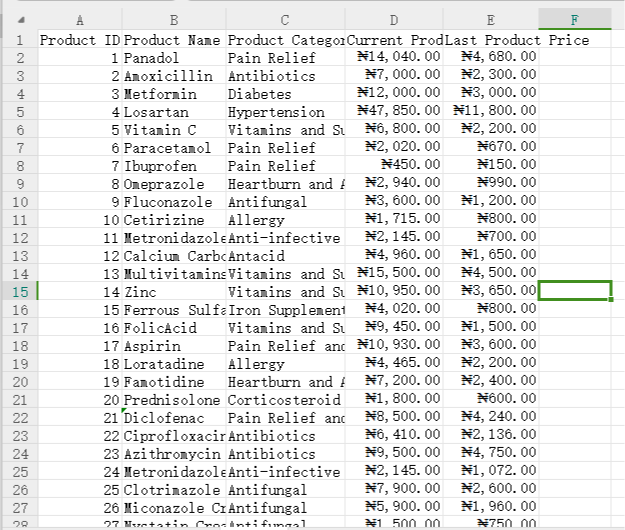 A B C D E F
1 Product ID Product Name Product Categor Current Prod Last Product Price
2 1 Panadol Pain Relief ₦14,040.00 ₦4,680.00
3 2 Amoxicillin Antibiotics ₦7,000.00 ₦2,300.00
4 3 Metformin Diabetes ₦12,000.00 ₦3,000.00
5 4 Losartan Hypertension ₦47,850.00 ₦11,800.00
6 5 Vitamin C Vitamins and Su ₦6,800.00 ₦2,200.00
7 6 Paracetamol Pain Relief ₦2,020.00 ₦670.00
8 7 Ibuprofen Pain Relief ₦450.00 ₦150.00
9 8 Omeprazole Heartburn and A ₦2,940.00 ₦990.00
10 9 Fluconazole Antifungal ₦3,600.00 ₦1,200.00
11 10 Cetirizine Allergy ₦1,715.00 ₦800.00
12 11 Metronidazole Anti-infective ₦2,145.00 ₦700.00
13 12 Calcium Carbo Antacid ₦4,960.00 ₦1,650.00
14 13 Multivitamins Vitamins and Su ₦15,500.00 ₦4,500.00
15 14 Zinc Vitamins and Su ₦10,950.00 ₦3,650.00
16 15 Ferrous Sulfa Iron Supplement ₦4,020.00 ₦800.00
17 16 FolicAcid Vitamins and Su ₦9,450.00 ₦1,500.00
18 17 Aspirin Pain Relief and ₦10,930.00 ₦3,600.00
19 18 Loratadine Allergy ₦4,465.00 ₦2,200.00
20 19 Famotidine Heartburn and A ₦7,200.00 ₦2,400.00
21 20 Prednisolone Corticosteroid ₦1,800.00 ₦600.00
22 21 Diclofenac Pain Relief and ₦8,500.00 ₦4,240.00
23 22 Ciprofloxacin Antibiotics ₦6,410.00 ₦2,136.00
24 23 Azithromycin Antibiotics ₦9,500.00 ₦4,750.00
25 24 Metronidazole Anti-infective ₦2,145.00 ₦1,072.00
26 25 Clotrimazole Antifungal ₦7,900.00 ₦2,600.00
27 26 Miconazole Cr Antifungal ₦5,900.00 ₦1,960.00
28 27 Nystatin Crea Antifungal ₦1,500.00 ₦750.00